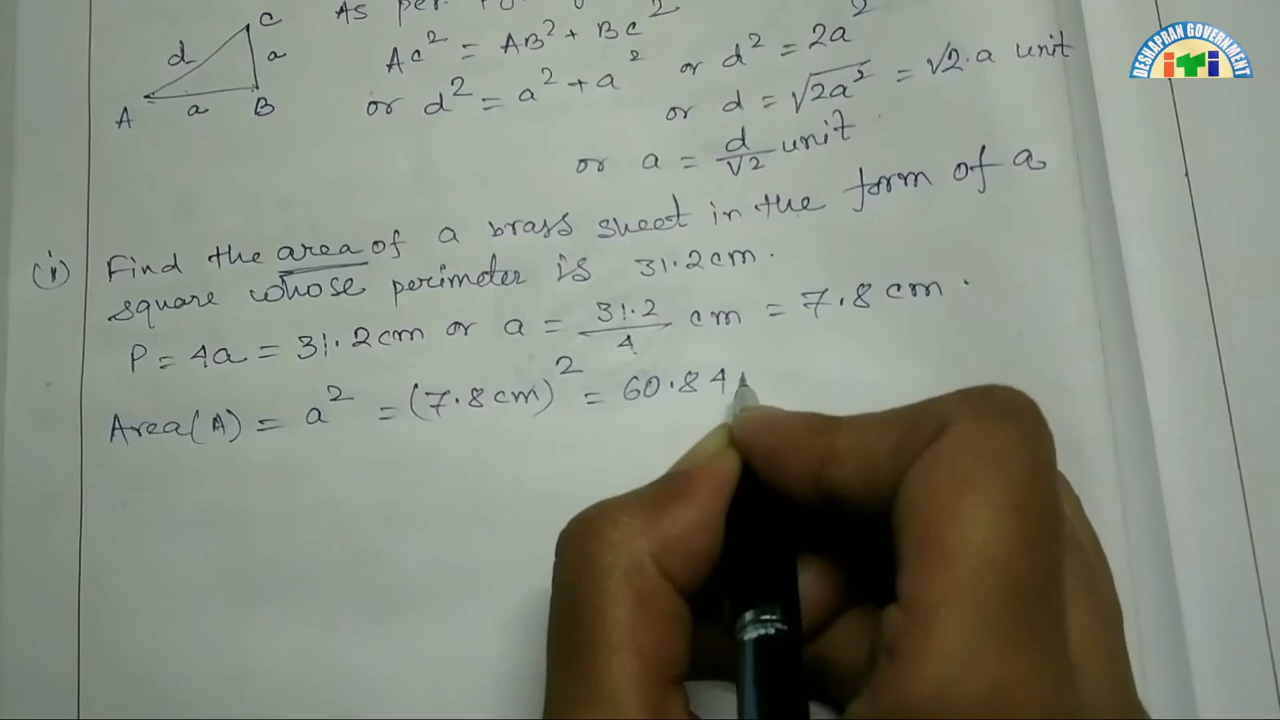 C
As per
d
a
AC² = AB² + BC²
or d² = 2a²
A a B
or d² = a² + a²
or d = √2a² = √2.a unit
or a = d/√2 unit
(i) Find the area of a brass sheet in the form of a
square whose perimeter is 31.2cm.
P = 4a = 31.2cm or a = 31.2/4 cm = 7.8cm.
Area(A) = a² = (7.8cm)² = 60.84
DESHAPRAN GOVERNMENT
iTi